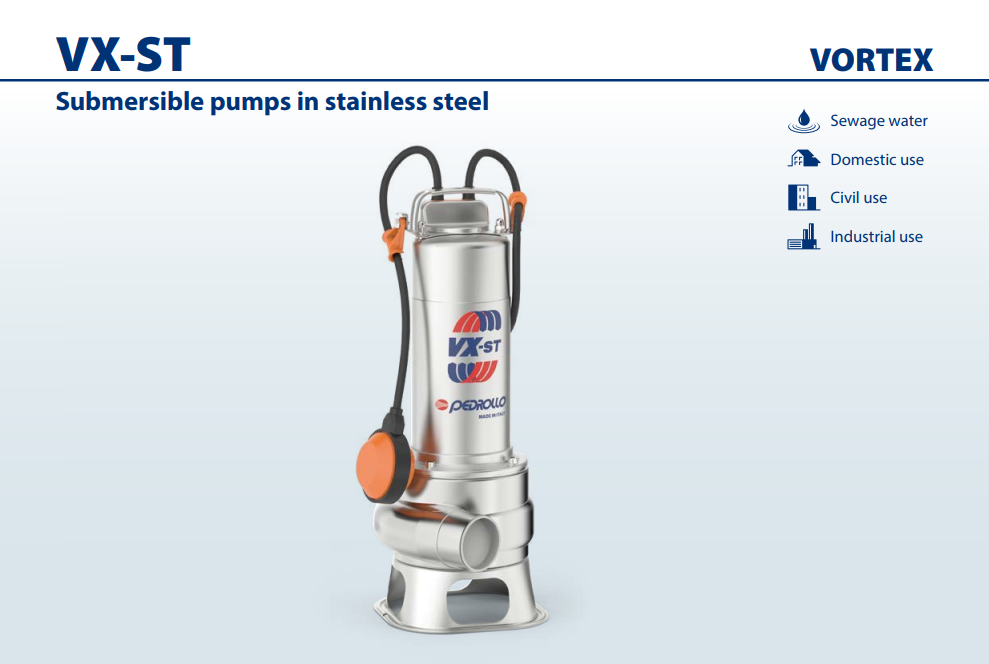 VX-ST
VORTEX
Submersible pumps in stainless steel
Sewage water
Domestic use
Civil use
Industrial use
VX-ST
PEDROLLO
MADE IN ITALY